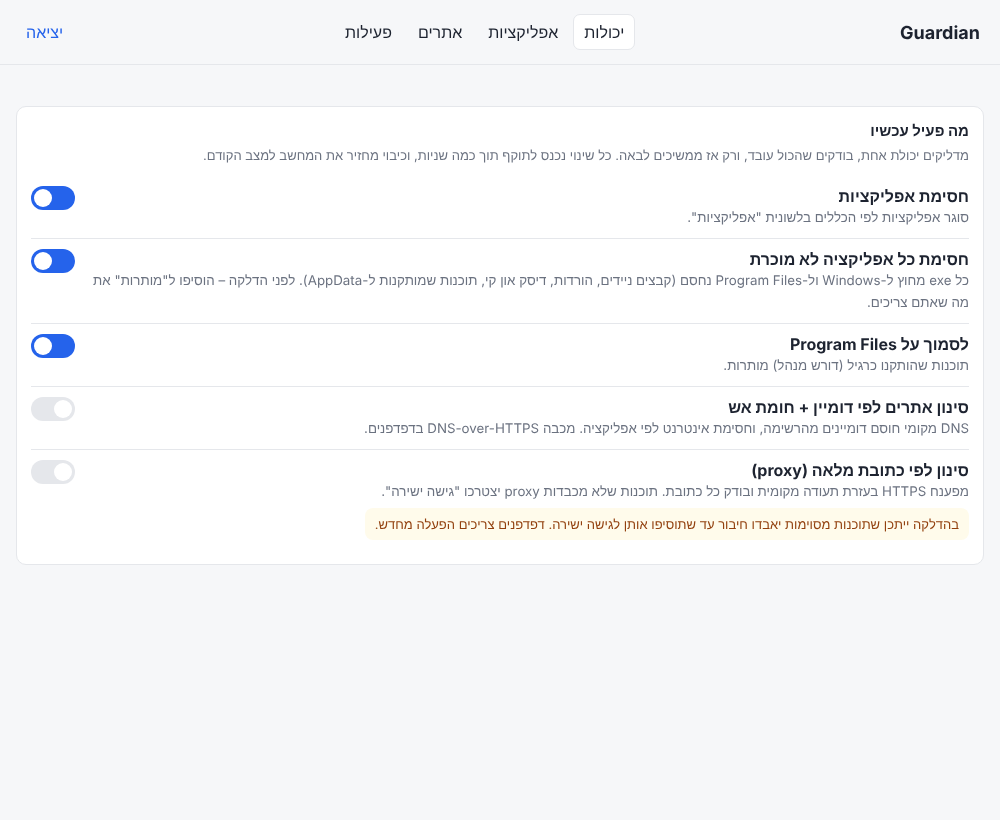 Guardian
יכולות
אפליקציות
אתרים
פעילות
יציאה
מה פעיל עכשיו
מדליקים יכולת אחת, בודקים שהכול עובד, ורק אז ממשיכים לבאה. כל שינוי נכנס לתוקף תוך כמה שניות, וכיבוי מחזיר את המחשב למצב הקודם.
חסימת אפליקציות
סוגר אפליקציות לפי הכללים בלשונית "אפליקציות".
חסימת כל אפליקציה לא מוכרת
כל exe מחוץ ל-Windows ול-Program Files נחסם (קבצים ניידים, הורדות, דיסק און קי, תוכנות שמותקנות ל-AppData). לפני הדלקה – הוסיפו ל"מותרות" את
מה שאתם צריכים.
לסמוך על Program Files
תוכנות שהותקנו כרגיל (דורש מנהל) מותרות.
סינון אתרים לפי דומיין + חומת אש
DNS מקומי חוסם דומיינים מהרשימה, וחסימת אינטרנט לפי אפליקציה. מכבה DNS-over-HTTPS בדפדפנים.
סינון לפי כתובת מלאה (proxy)
מפענח HTTPS בעזרת תעודה מקומית ובודק כל כתובת. תוכנות שלא מכבדות proxy יצטרכו "גישה ישירה".
בהדלקה ייתכן שתוכנות מסוימות יאבדו חיבור עד שתוסיפו אותן לגישה ישירה. דפדפנים צריכים הפעלה מחדש.